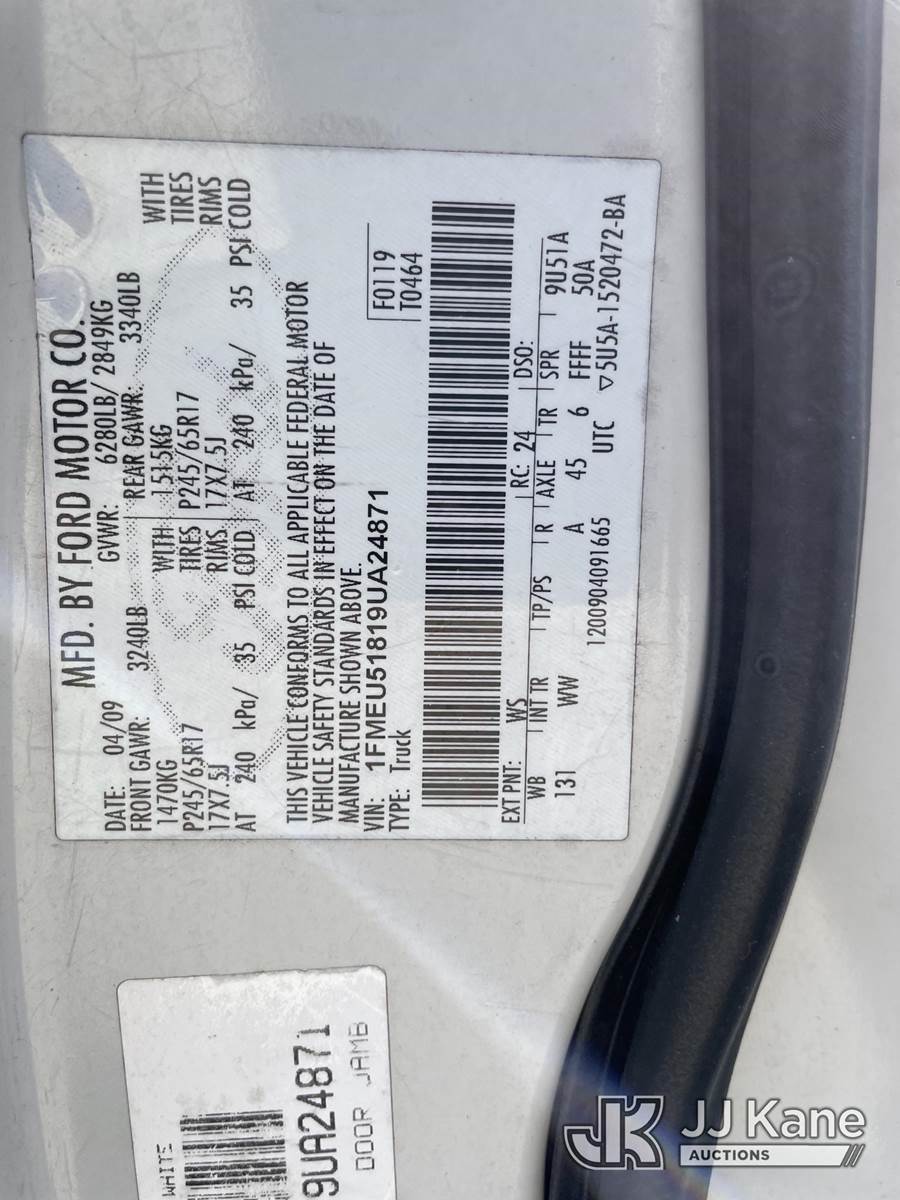 MFD. BY FORD MOTOR CO.
DATE: 04/09 GVWR: 6280LB/ 2849KG
FRONT GAWR: 3240LB REAR GAWR: 3340LB
1470KG WITH 1515KG WITH
P245/65R17 TIRES P245/65R17 TIRES
17X7.5J RIMS 17X7.5J RIMS
AT 240 kPa/ 35 PSI COLD AT 240 kPa/ 35 PSI COLD
THIS VEHICLE CONFORMS TO ALL APPLICABLE FEDERAL MOTOR
VEHICLE SAFETY STANDARDS IN EFFECT ON THE DATE OF
MANUFACTURE SHOWN ABOVE.
VIN: 1FMEU51819UA24871
TYPE: Truck
F0119
T0464
EXT PNT: WS RC: 24 DSO:
WB INT TR TP/PS R AXLE TR SPR 9U51A
131 WW A 45 6 FFFF 50A
120090409166​5 UTC ▽5U5A-1520472-BA
WHITE
9UA24871
DOOR JAMB
JK JJ Kane
AUCTIONS